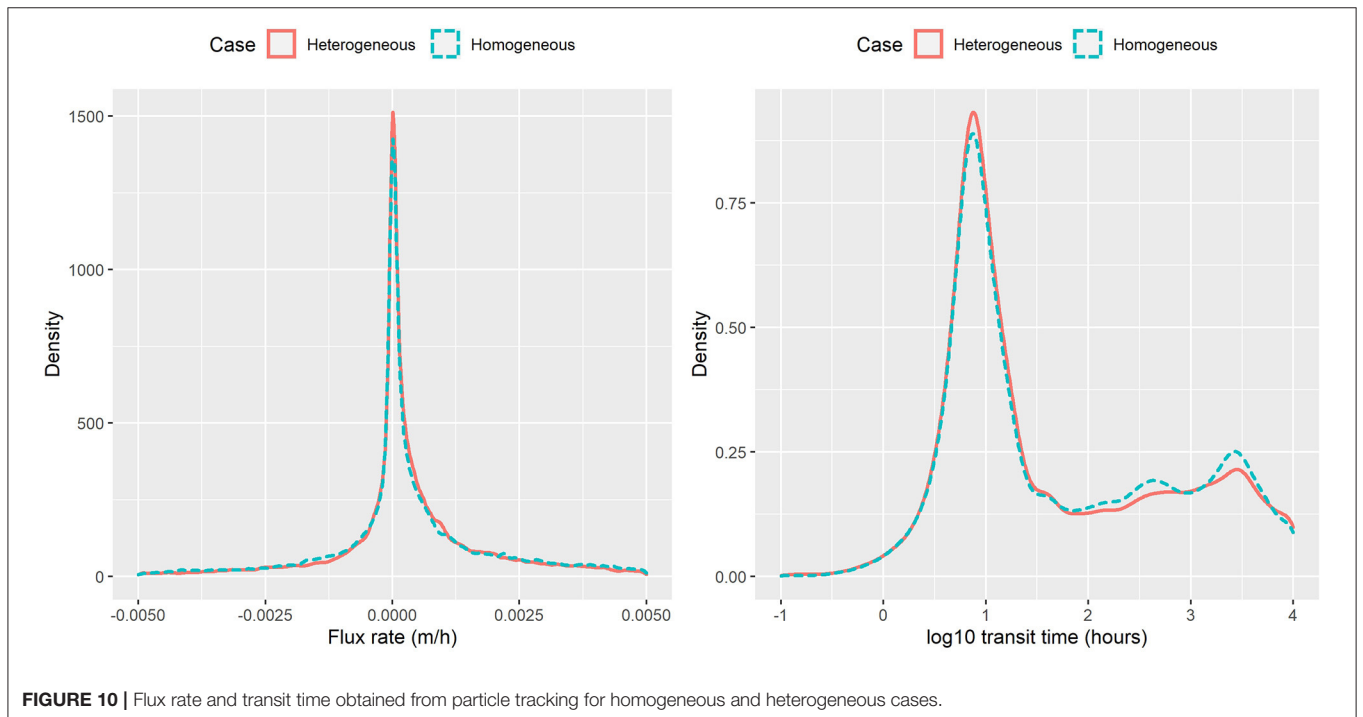 Case Heterogeneous Homogeneous
1500
1000
500
0
Density
-0.0050 -0.0025 0.0000 0.0025 0.0050
Flux rate (m/h)
Case Heterogeneous Homogeneous
0.75
0.50
0.25
0.00
Density
-1 0 1 2 3 4
log10 transit time (hours)
FIGURE 10 | Flux rate and transit time obtained from particle tracking for homogeneous and heterogeneous cases.